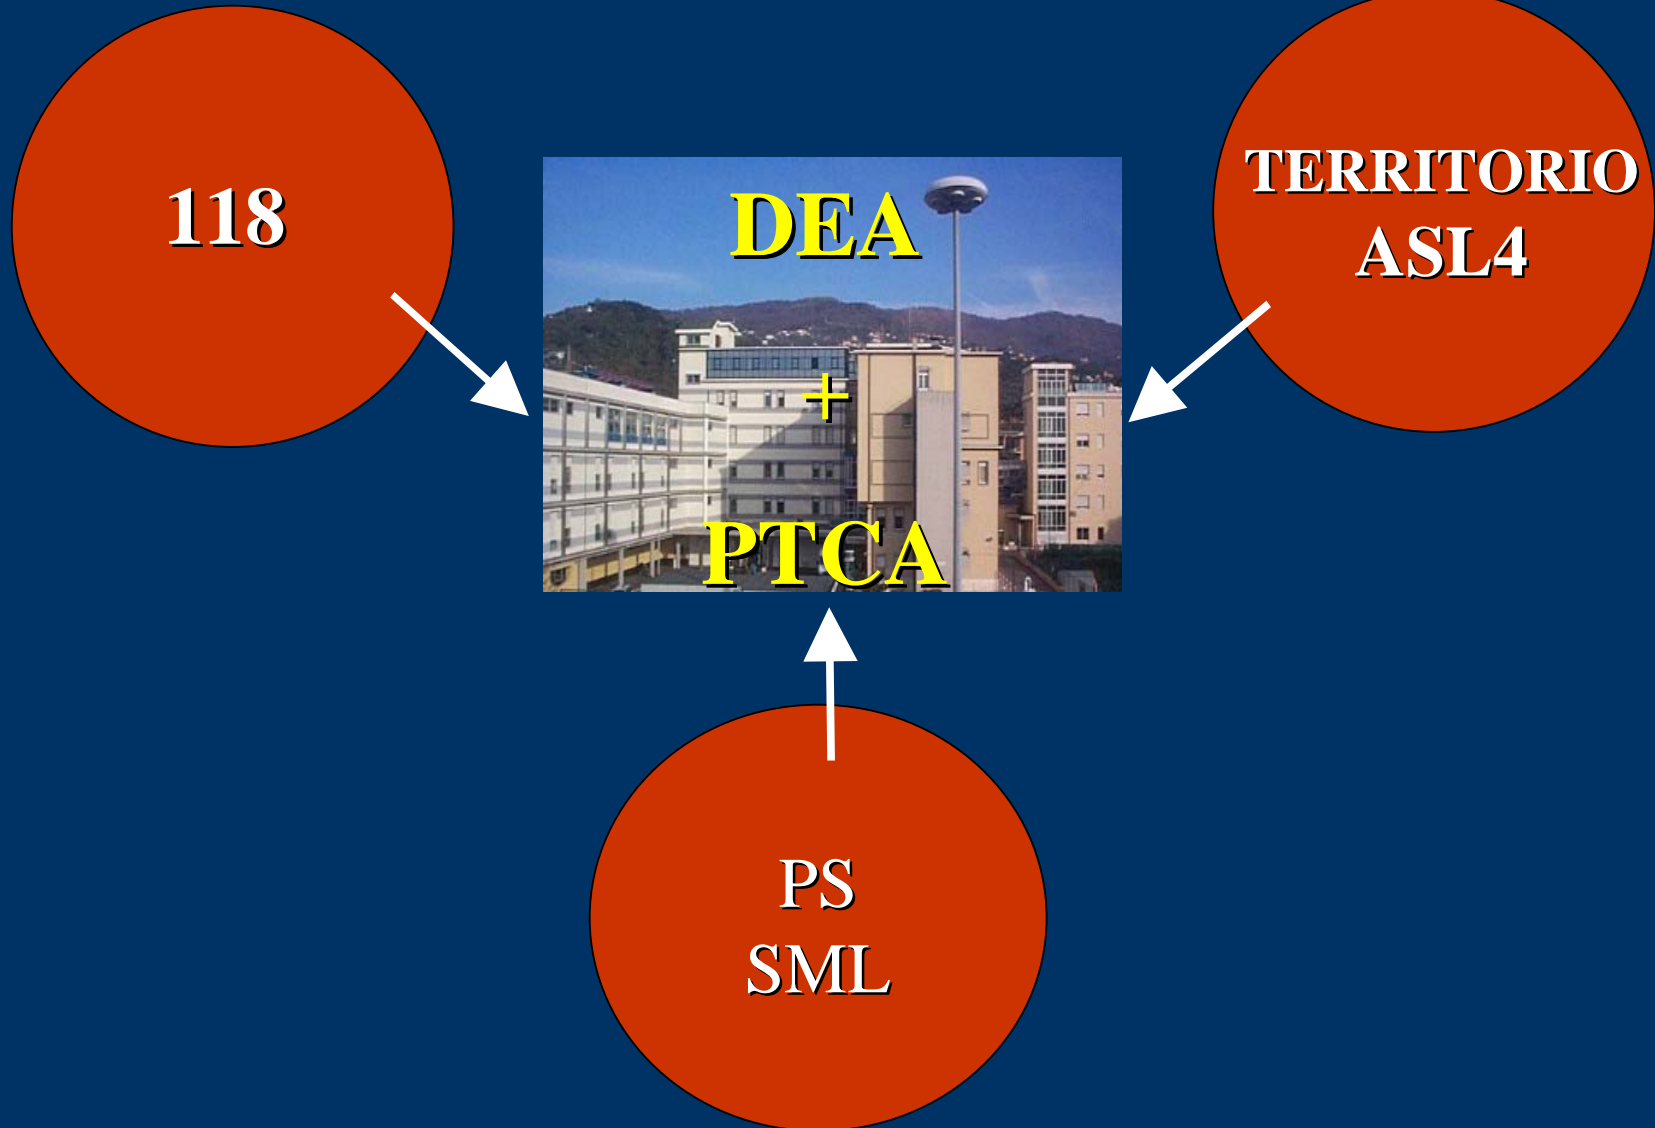 118
DEA
+
PTCA
TERRITORIO
ASL4
PS
SML